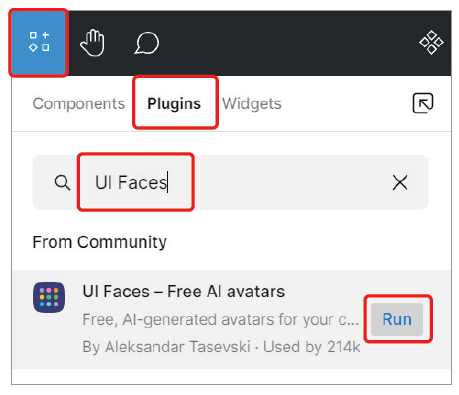 Components Plugins Widgets
UI Faces
From Community
UI Faces – Free AI avatars
Free, AI-generated avatars for your c...
Run
By Aleksandar Tasevski · Used by 214k